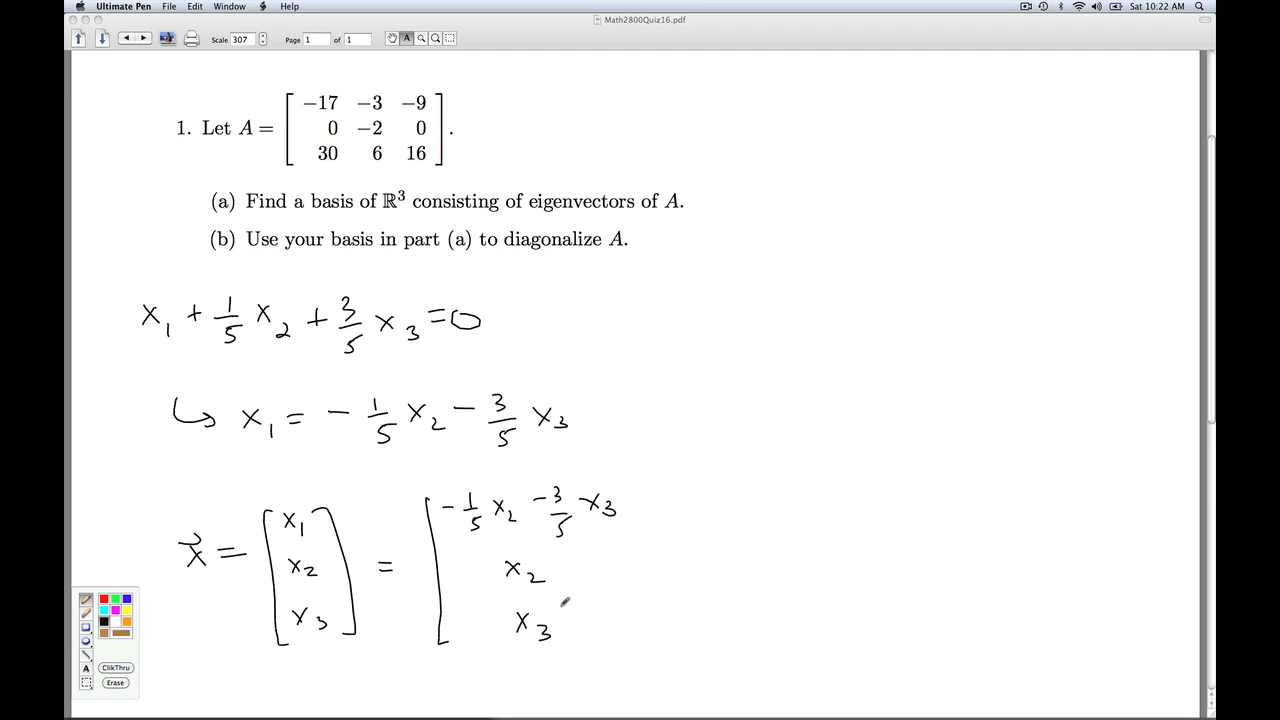 Ultimate Pen File Edit Window Help Sat 10:22 AM
Math2800Quiz16.pdf
Scale 307 Page 1 of 1 A
1. Let A = [ −17 −3 −9
0 −2 0
30 6 16 ] .
(a) Find a basis of ℝ³ consisting of eigenvectors of A.
(b) Use your basis in part (a) to diagonalize A.
x₁ + 1/5 x₂ + 3/5 x₃ = 0
↳ x₁ = − 1/5 x₂ − 3/5 x₃
x⃗ = [ x₁ x₂ x₃ ] = [ − 1/5 x₂ − 3/5 x₃
x₂
x₃
A ClikThru
Erase